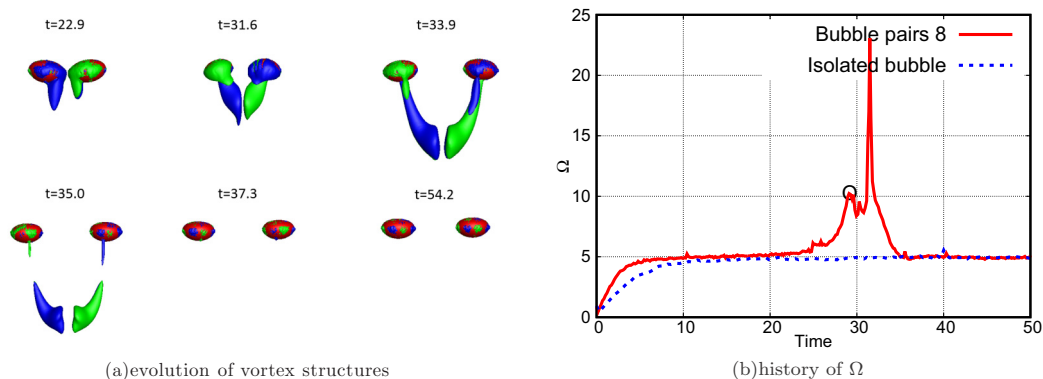 t=22.9
t=31.6
t=33.9
t=35.0
t=37.3
t=54.2
(a)evolution of vortex structures
25
20
15
10
5
0
Ω
Bubble pairs 8
Isolated bubble
0 10 20 30 40 50
Time
(b)history of Ω